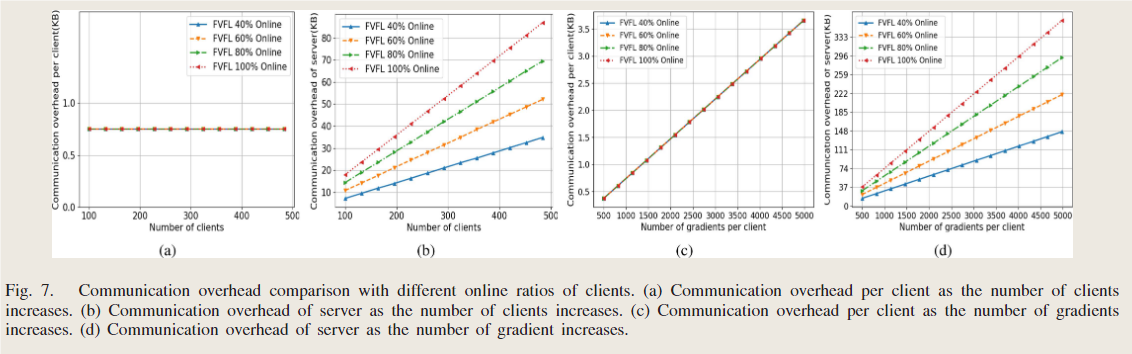 Communication overhead per client(KB)
FVFL 40% Online
FVFL 60% Online
FVFL 80% Online
FVFL 100% Online
1.0
0.5
0.0
100 200 300 400 500
Number of clients
(a)
Communication overhead of server(KB)
FVFL 40% Online
FVFL 60% Online
FVFL 80% Online
FVFL 100% Online
80
70
60
50
40
30
20
10
100 200 300 400 500
Number of clients
(b)
Communication overhead per client(KB)
FVFL 40% Online
FVFL 60% Online
FVFL 80% Online
FVFL 100% Online
3.5
3.0
2.5
2.0
1.5
1.0
0.5
500 1000 1500 2000 2500 3000 3500 4000 4500 5000
Number of gradients per client
(c)
Communication overhead of server(KB)
FVFL 40% Online
FVFL 60% Online
FVFL 80% Online
FVFL 100% Online
333
296
259
222
185
148
111
74
37
0
500 1000 1500 2000 2500 3000 3500 4000 4500 5000
Number of gradients per client
(d)
Fig. 7. Communication overhead comparison with different online ratios of clients. (a) Communication overhead per client as the number of clients
increases. (b) Communication overhead of server as the number of clients increases. (c) Communication overhead per client as the number of gradients
increases. (d) Communication overhead of server as the number of gradient increases.